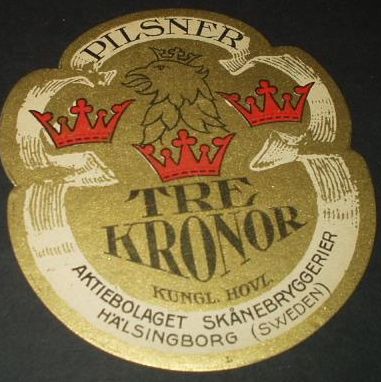 PILSNER
TRE
KRONOR
KUNGL. HOVL.
AKTIEBOLAGET SKÅNEBRYGGERIER
HÄLSINGBORG (SWEDEN)